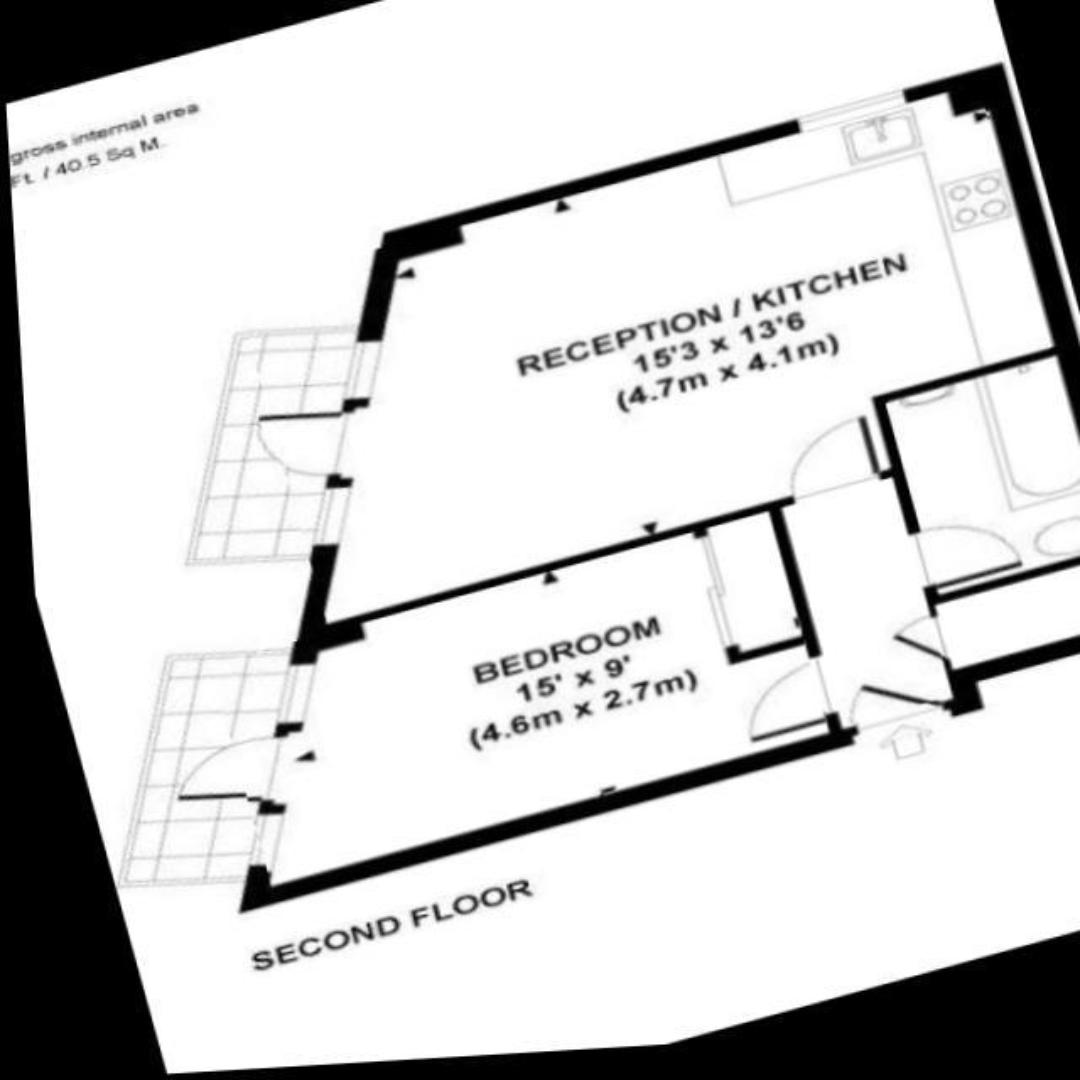 gross internal area
Ft. / 40.5 Sq M.
RECEPTION / KITCHEN
15'3 x 13'6
(4.7m x 4.1m)
BEDROOM
15' x 9'
(4.6m x 2.7m)
SECOND FLOOR